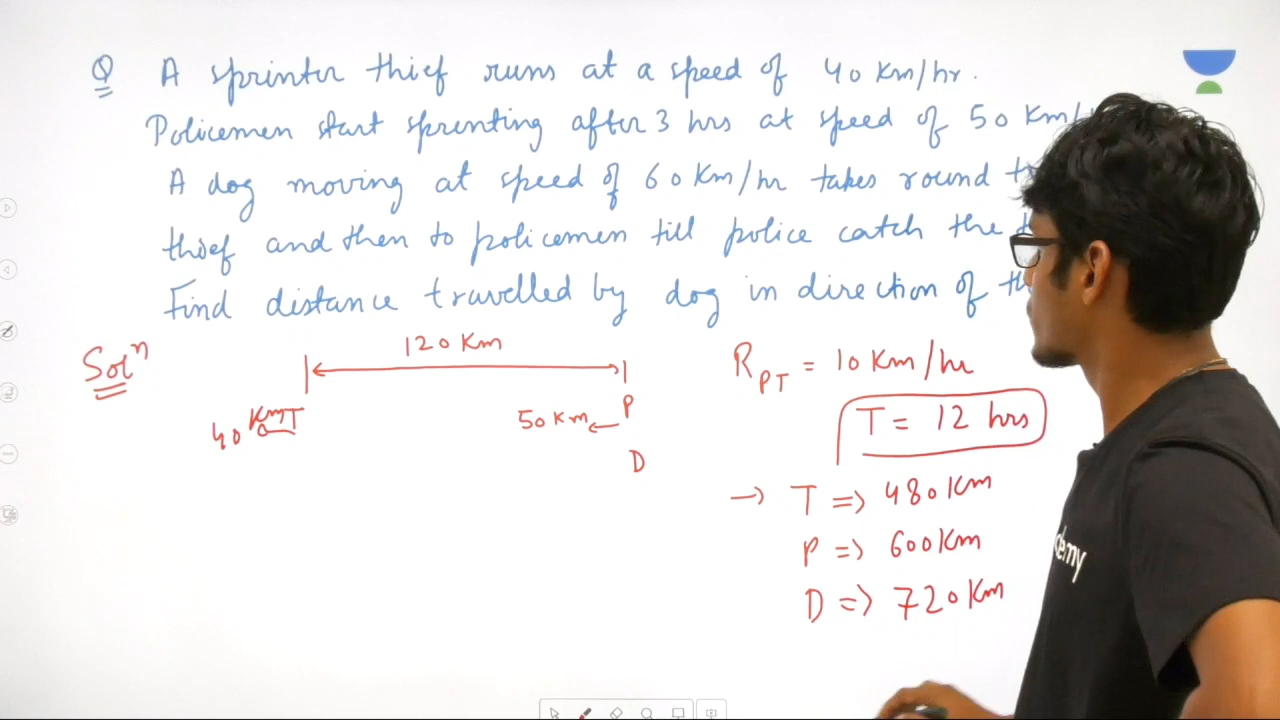 Q A sprinter thief runs at a speed of 40 Km/hr.
Policemen start sprinting after 3 hrs at speed of 50 Km/
A dog moving at speed of 60 Km/hr takes round
thief and then to policemen till police catch the
Find distance travelled by dog in direction of
Solⁿ
120 Km
40 Km T
50 Km P
D
R_PT = 10 Km/hr
T = 12 hrs
→ T => 480 Km
P => 600 Km
D => 720 Km